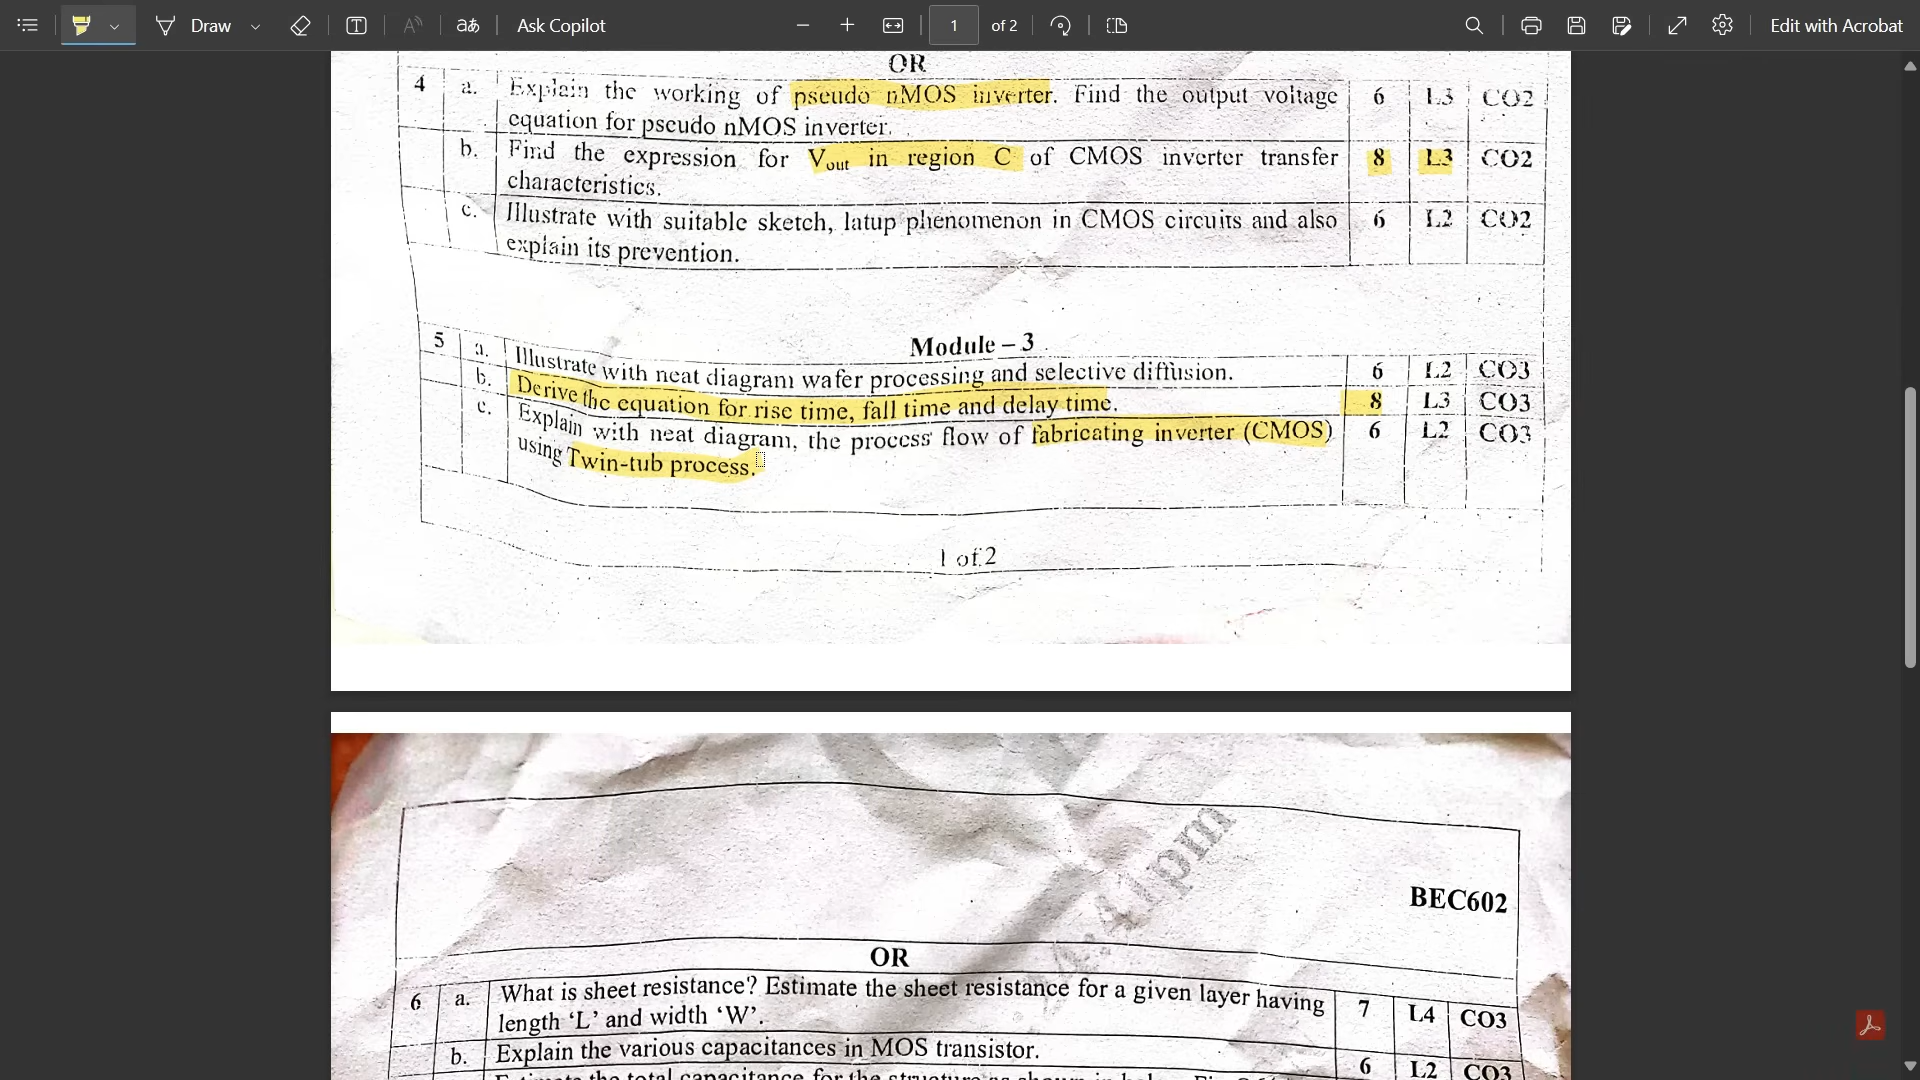 Draw
Ask Copilot
1 of 2
Edit with Acrobat
OR
4 a. Explain the working of pseudo nMOS inverter. Find the output voltage 6 L3 CO2
equation for pseudo nMOS inverter.
b. Find the expression for Vout in region C of CMOS inverter transfer 8 L3 CO2
characteristics.
c. Illustrate with suitable sketch, latup phenomenon in CMOS circuits and also 6 L2 CO2
explain its prevention.
Module – 3
5 a. Illustrate with neat diagram wafer processing and selective diffusion. 6 L2 CO3
b. Derive the equation for rise time, fall time and delay time. 8 L3 CO3
c. Explain with neat diagram, the process flow of fabricating inverter (CMOS) 6 L2 CO3
using Twin-tub process.
1 of 2
BEC602
OR
6 a. What is sheet resistance? Estimate the sheet resistance for a given layer having 7 L4 CO3
length ‘L’ and width ‘W’.
b. Explain the various capacitances in MOS transistor. 6 L2 CO3